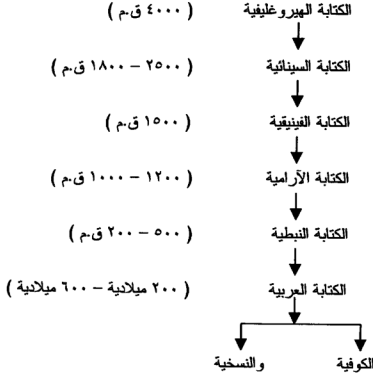 الكتابة الهيروغليفية ( ٤٠٠٠ ق.م )
الكتابة السينائية ( ٢٥٠٠ – ١٨٠٠ ق.م )
الكتابة الفينيقية ( ١٥٠٠ ق.م )
الكتابة الآرامية ( ١٢٠٠ – ١٠٠٠ ق.م )
الكتابة النبطية ( ٥٠٠ – ٢٠٠ ق.م )
الكتابة العربية ( ٢٠٠ ميلادية – ٦٠٠ ميلادية )
الكوفية والنسخية